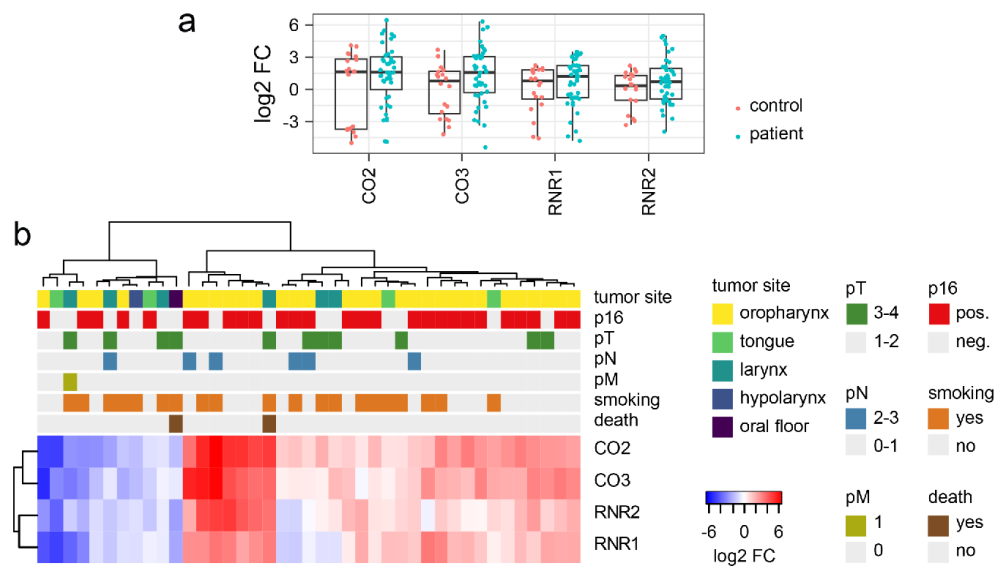 a
log2 FC
6
3
0
-3
CO2
CO3
RNR1
RNR2
control
patient
b
tumor site
p16
pT
pN
pM
smoking
death
CO2
CO3
RNR2
RNR1
tumor site
oropharynx
tongue
larynx
hypolarynx
oral floor
pT
3-4
1-2
p16
pos.
neg.
pN
2-3
0-1
smoking
yes
no
pM
1
0
death
yes
no
-6 0 6
log2 FC